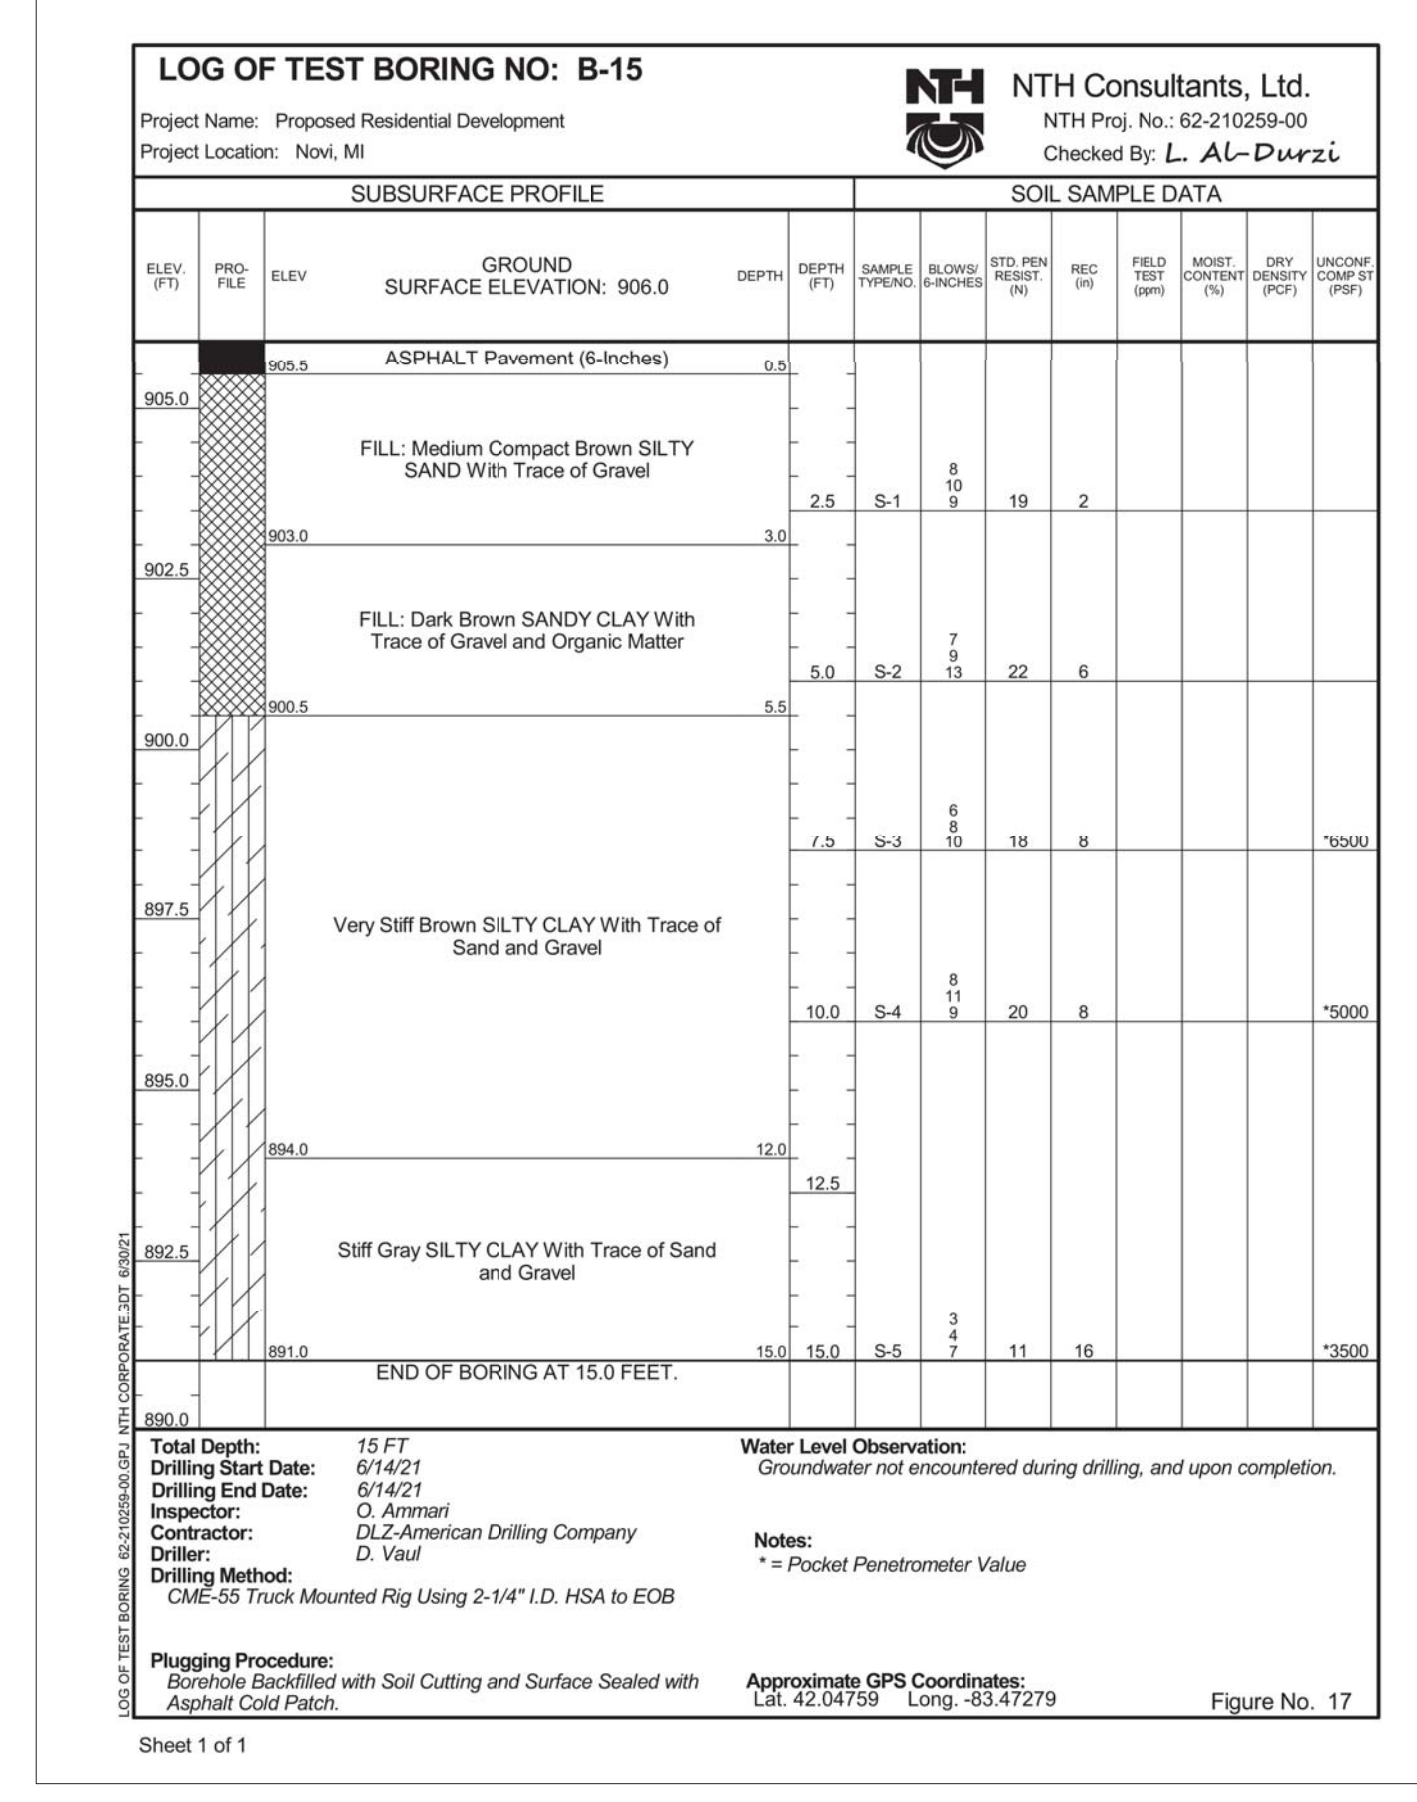 LOG OF TEST BORING NO: B-15
Project Name: Proposed Residential Development
Project Location: Novi, MI
NTH
NTH Consultants, Ltd.
NTH Proj. No.: 62-210259-00
Checked By: L. Al-Durzi
SUBSURFACE PROFILE
SOIL SAMPLE DATA
ELEV. (FT)
PRO-FILE
ELEV
GROUND
SURFACE ELEVATION: 906.0
DEPTH
DEPTH (FT)
SAMPLE TYPE/NO.
BLOWS/ 6-INCHES
STD. PEN RESIST. (N)
REC (in)
FIELD TEST (ppm)
MOIST. CONTENT (%)
DRY DENSITY (PCF)
UNCONF. COMP ST (PSF)
905.5 ASPHALT Pavement (6-Inches) 0.5
905.0
FILL: Medium Compact Brown SILTY
SAND With Trace of Gravel
8
10
2.5 S-1 9 19 2
903.0 3.0
902.5
FILL: Dark Brown SANDY CLAY With
Trace of Gravel and Organic Matter
7
9
5.0 S-2 13 22 6
900.5 5.5
900.0
6
8
7.5 S-3 10 18 8 *6500
897.5
Very Stiff Brown SILTY CLAY With Trace of
Sand and Gravel
8
11
10.0 S-4 9 20 8 *5000
895.0
894.0 12.0
12.5
892.5
Stiff Gray SILTY CLAY With Trace of Sand
and Gravel
3
4
891.0 15.0 15.0 S-5 7 11 16 *3500
END OF BORING AT 15.0 FEET.
890.0
Total Depth: 15 FT
Drilling Start Date: 6/14/21
Drilling End Date: 6/14/21
Inspector: O. Ammari
Contractor: DLZ-American Drilling Company
Driller: D. Vaul
Drilling Method:
CME-55 Truck Mounted Rig Using 2-1/4" I.D. HSA to EOB
Plugging Procedure:
Borehole Backfilled with Soil Cutting and Surface Sealed with
Asphalt Cold Patch.
Water Level Observation:
Groundwater not encountered during drilling, and upon completion.
Notes:
* = Pocket Penetrometer Value
Approximate GPS Coordinates:
Lat. 42.04759 Long. -83.47279
Figure No. 17
LOG OF TEST BORING 62-210259-00.GPJ NTH CORPORATE.GDT 6/30/21
Sheet 1 of 1